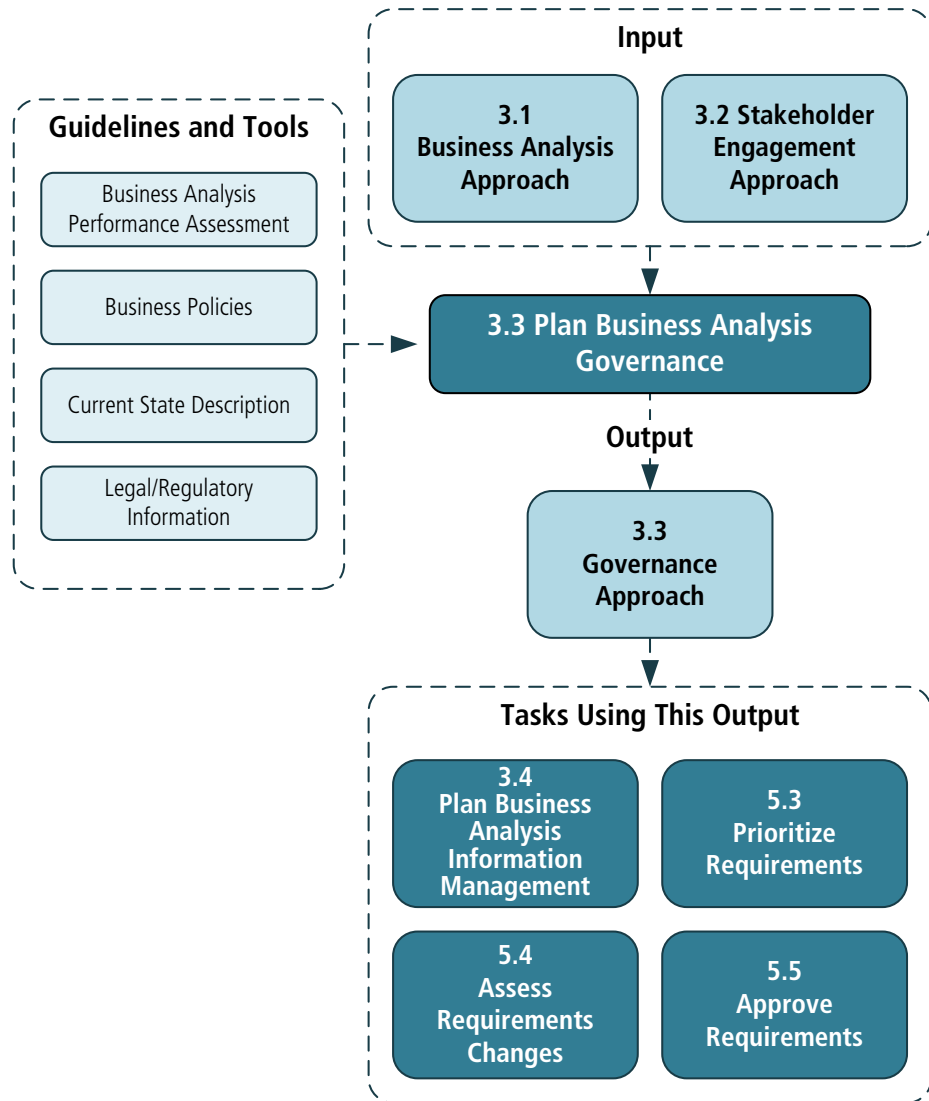 Input
3.1
Business Analysis
Approach
3.2 Stakeholder
Engagement
Approach
Guidelines and Tools
Business Analysis
Performance Assessment
Business Policies
Current State Description
Legal/Regulatory
Information
3.3 Plan Business Analysis
Governance
Output
3.3
Governance
Approach
Tasks Using This Output
3.4
Plan Business
Analysis
Information
Management
5.3
Prioritize
Requirements
5.4
Assess
Requirements
Changes
5.5
Approve
Requirements